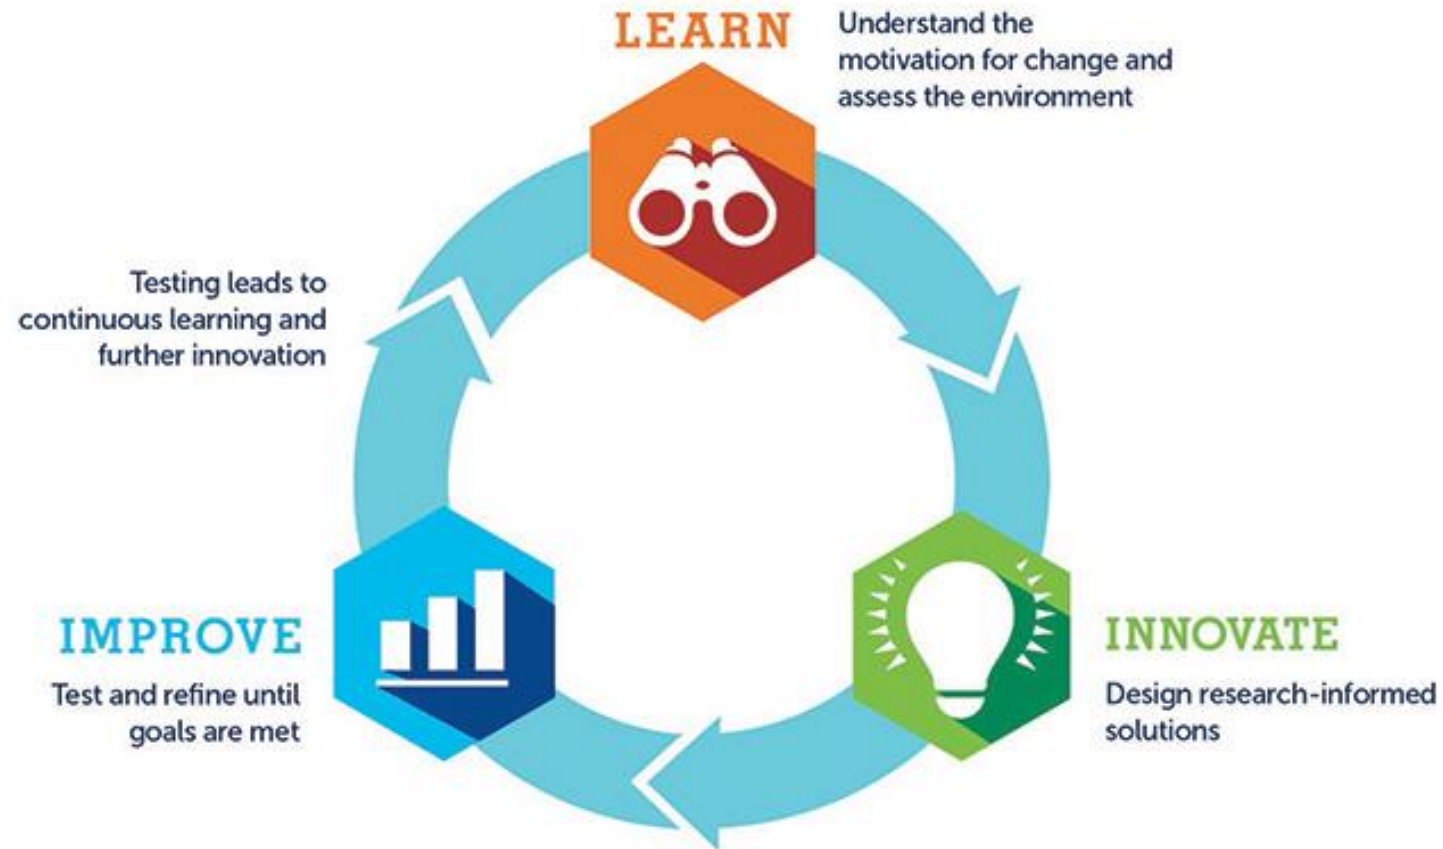 LEARN
Understand the
motivation for change and
assess the environment
Testing leads to
continuous learning and
further innovation
IMPROVE
Test and refine until
goals are met
INNOVATE
Design research-informed
solutions